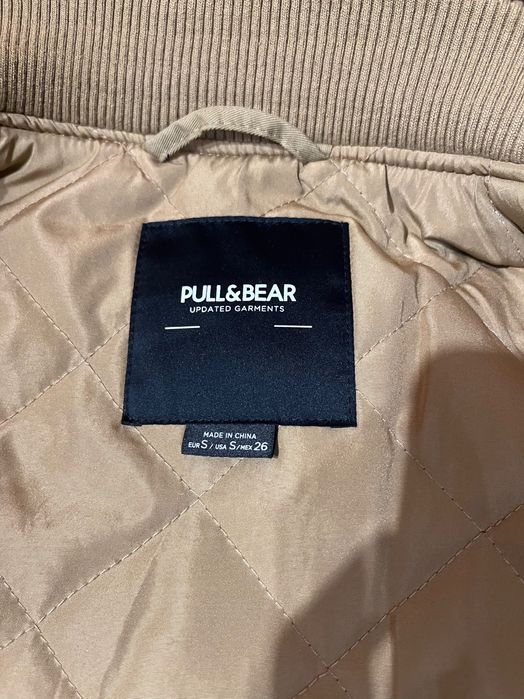 PULL&BEAR
UPDATED GARMENTS
MADE IN CHINA
EUR S / USA S/MEX 26